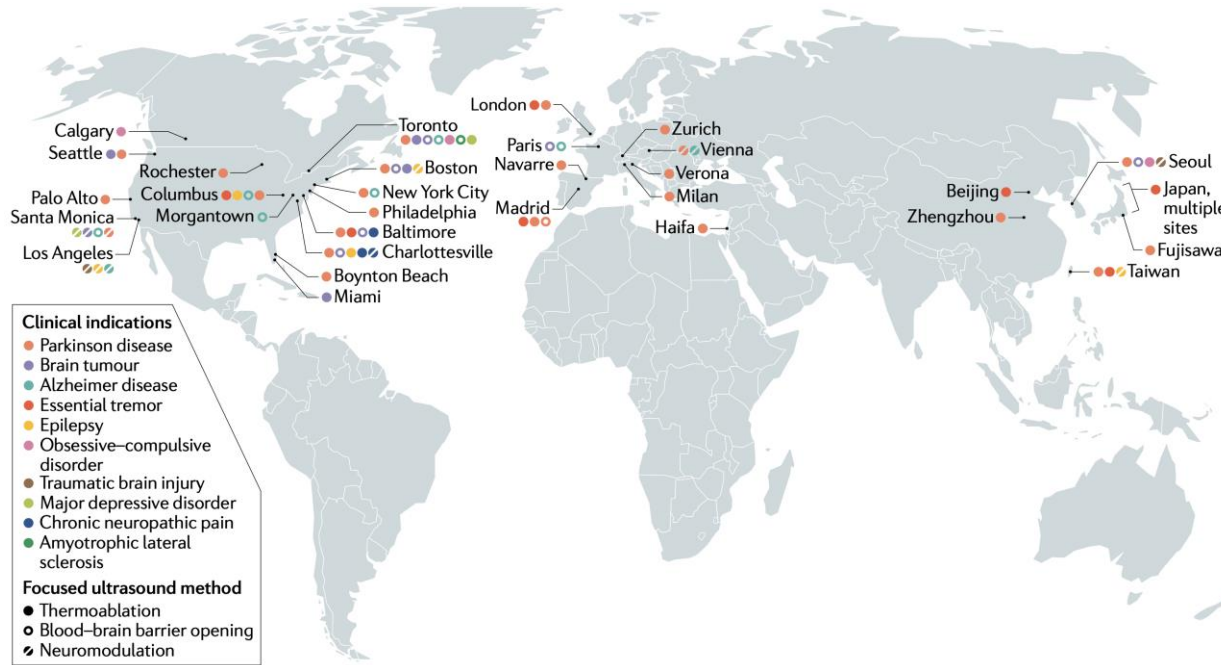 Calgary
Seattle
Rochester
Palo Alto
Santa Monica
Los Angeles
Columbus
Morgantown
Toronto
Boston
New York City
Philadelphia
Baltimore
Charlottesville
Boynton Beach
Miami
London
Paris
Navarre
Madrid
Zurich
Vienna
Verona
Milan
Haifa
Beijing
Zhengzhou
Seoul
Japan,
multiple
sites
Fujisawa
Taiwan
Clinical indications
Parkinson disease
Brain tumour
Alzheimer disease
Essential tremor
Epilepsy
Obsessive–compulsive
disorder
Traumatic brain injury
Major depressive disorder
Chronic neuropathic pain
Amyotrophic lateral
sclerosis
Focused ultrasound method
Thermoablation
Blood–brain barrier opening
Neuromodulation